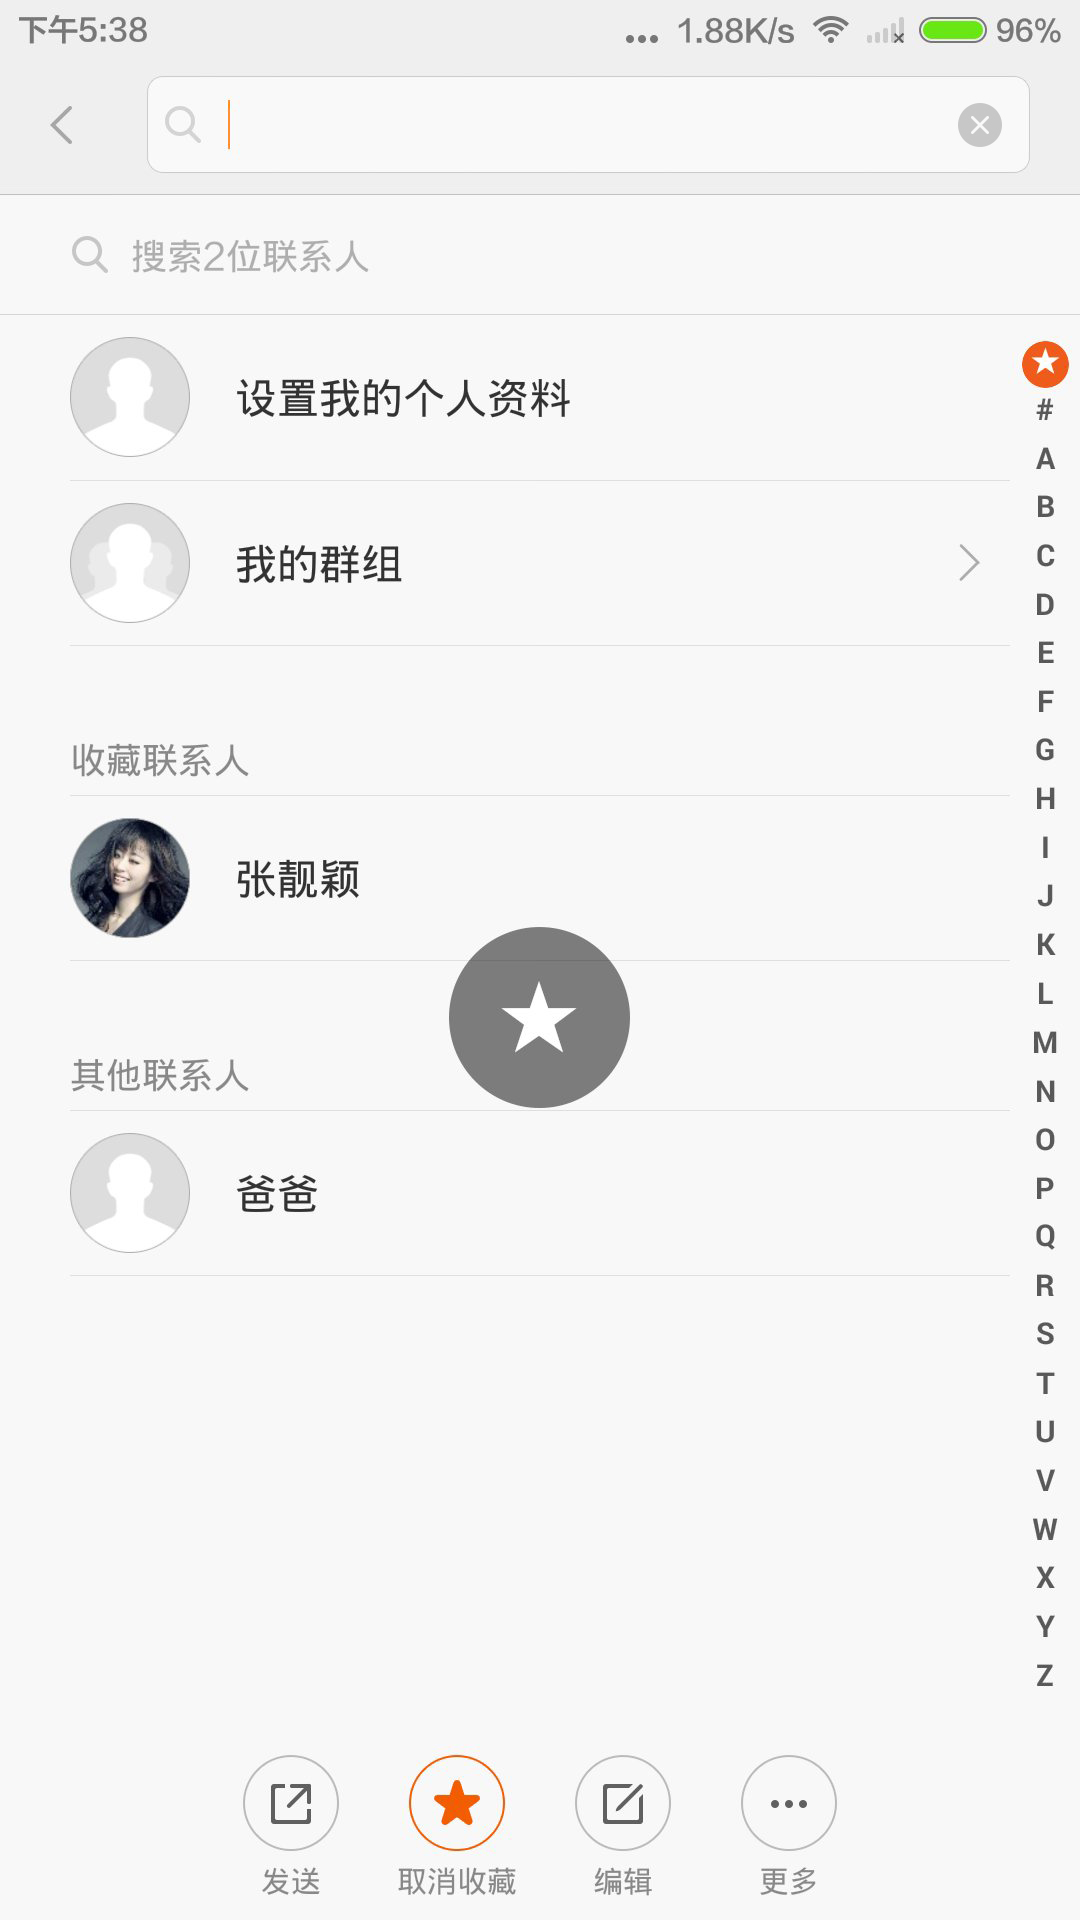 下午5:38 ... 1.88K/s 96%
搜索2位联系人
设置我的个人资料
我的群组
收藏联系人
张靓颖
其他联系人
爸爸
#
A
B
C
D
E
F
G
H
I
J
K
L
M
N
O
P
Q
R
S
T
U
V
W
X
Y
Z
发送 取消收藏 编辑 更多